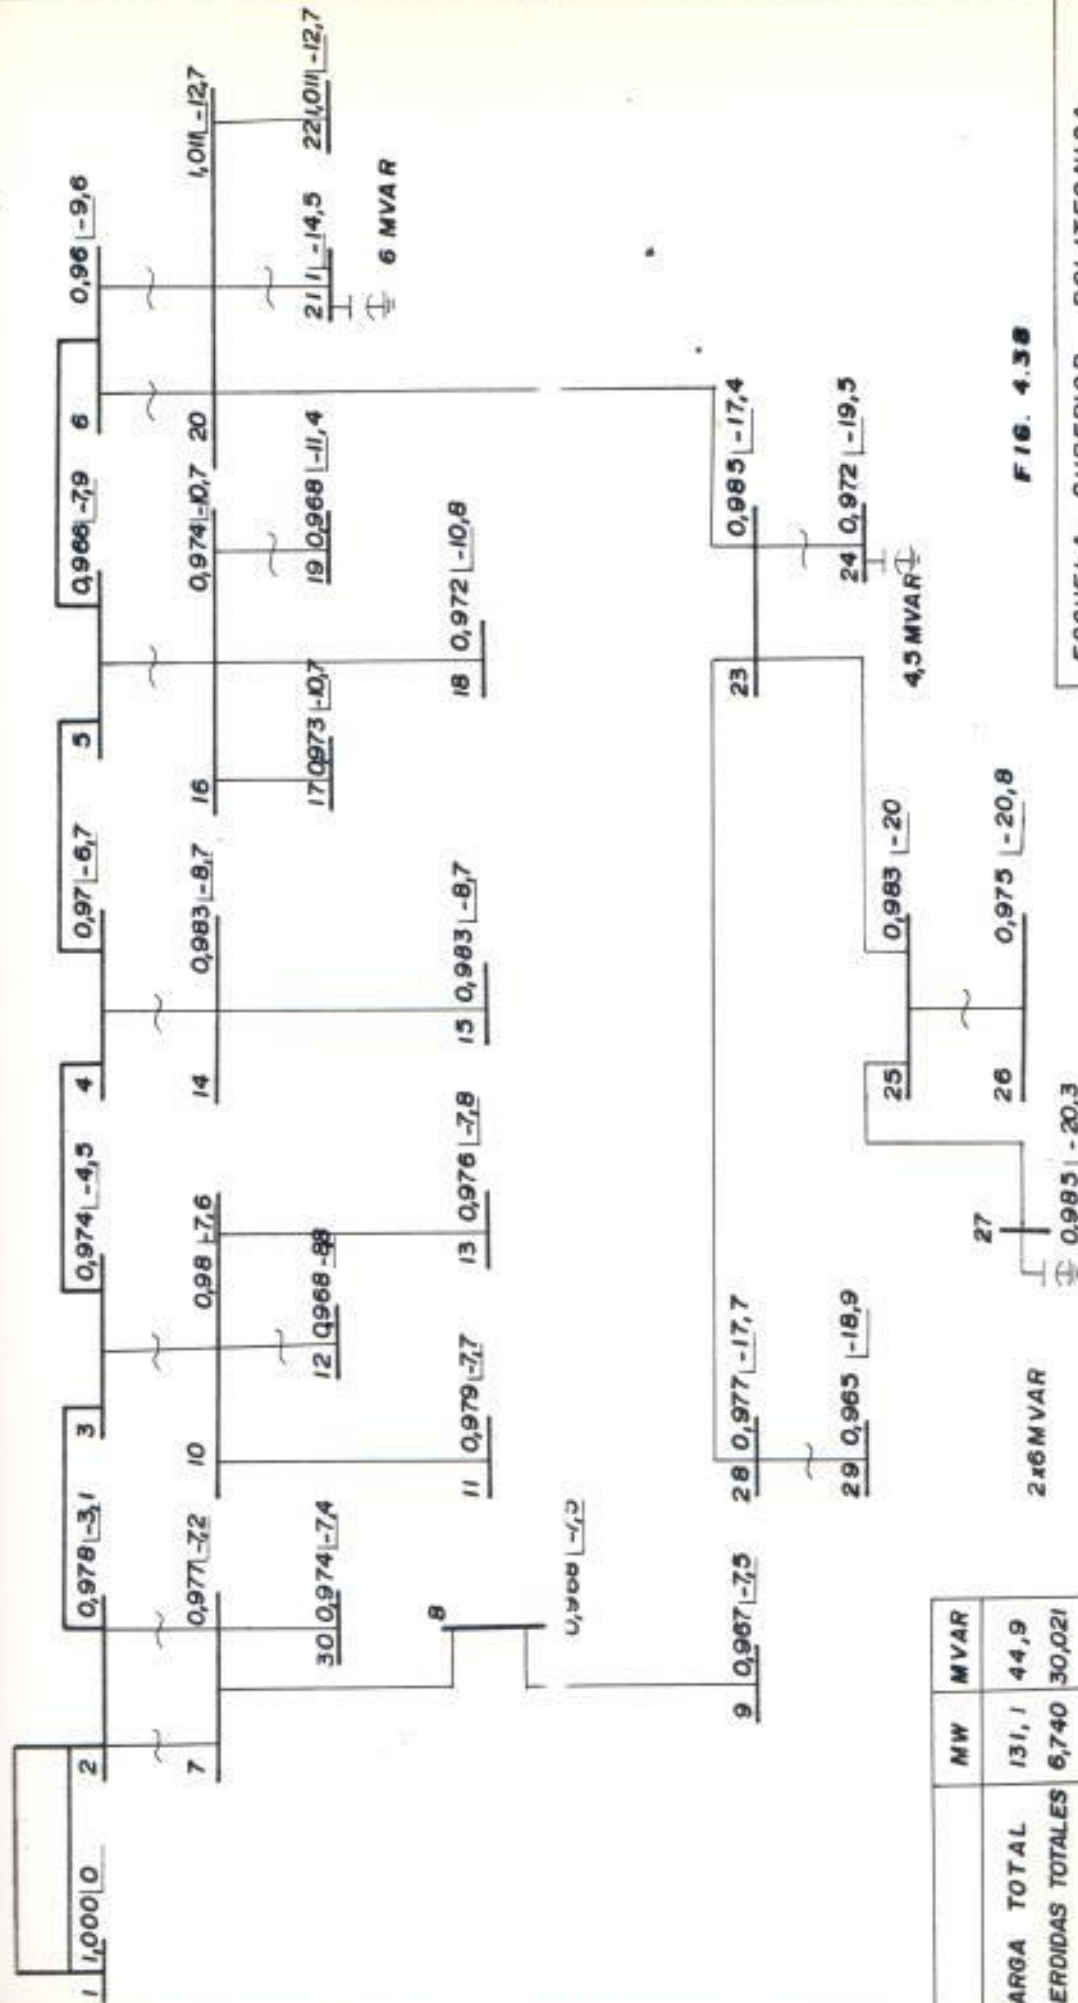 1 1,000 |0
2 0,978 |-3,1
3 0,974 |-4,5
4 0,97 |-6,7
5 0,966 |-7,9
6 0,96 |-9,6
7 0,977 |-7,2
10 0,98 |-7,6
14 0,983 |-8,7
16 0,974 |-10,7
20 1,011 |-12,7
30 0,974 |-7,4
12 0,968 -8,8
17 0,973 |-10,7
19 0,968 |-11,4
21 1 |-14,5
22 1,011 |-12,7
6 MVAR
8
11 0,979 |-7,7
13 0,976 |-7,8
15 0,983 |-8,7
18 0,972 |-10,8
9 0,967 |-7,5
28 0,977 |-17,7
23 0,985 |-17,4
29 0,965 |-18,9
24 0,972 |-19,5
4,5 MVAR
25 0,983 |-20
26 0,975 |-20,8
27
0,985 |-20,3
2x6 MVAR
FIG. 4.38
MW MVAR
ARGA TOTAL 131,1 44,9
ERDIDAS TOTALES 6,740 30,021